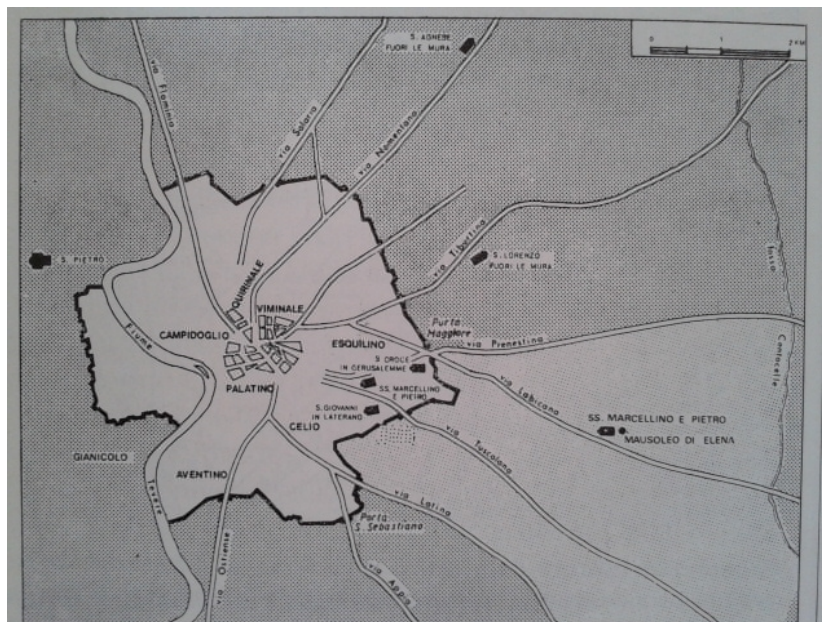 S. AGNESE
FUORI LE MURA
0 1 2 KM
via Flaminia
via Salaria
via Nomentana
via Tiburtina
S. PIETRO
S. LORENZO
FUORI LE MURA
fosso
Centocelle
QUIRINALE
VIMINALE
Fiume
CAMPIDOGLIO
ESQUILINO
Porta
Maggiore
via Prenestina
S. CROCE
IN GERUSALEMME
via Labicana
PALATINO
SS. MARCELLINO
E PIETRO
S. GIOVANNI
IN LATERANO
SS. MARCELLINO E PIETRO
MAUSOLEO DI ELENA
CELIO
via Tuscolana
GIANICOLO
AVENTINO
Tevere
via Latina
Porta
S. Sebastiano
via Ostiense
via Appia